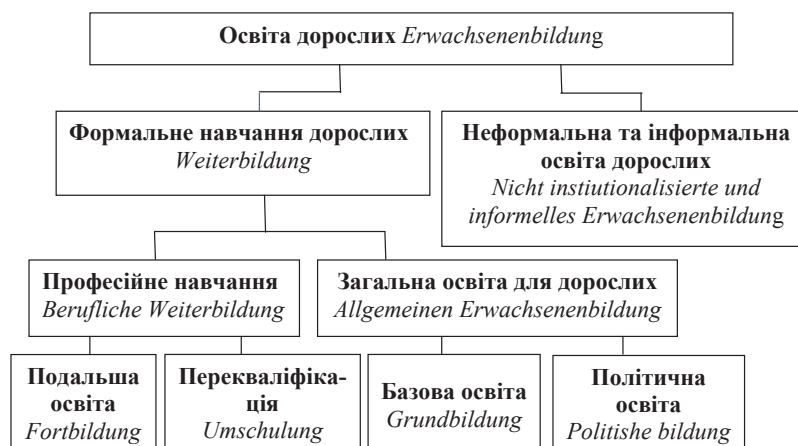 Освіта дорослих Erwachsenenbildung
Формальне навчання дорослих
Weiterbildung
Неформальна та інформальна
освіта дорослих
Nicht instiutionalisierte und
informelles Erwachsenenbildung
Професійне навчання
Berufliche Weiterbildung
Загальна освіта для дорослих
Allgemeinen Erwachsenenbildung
Подальша
освіта
Fortbildung
Перекваліфіка-
ція
Umschulung
Базова освіта
Grundbildung
Політична
освіта
Politishe bildung